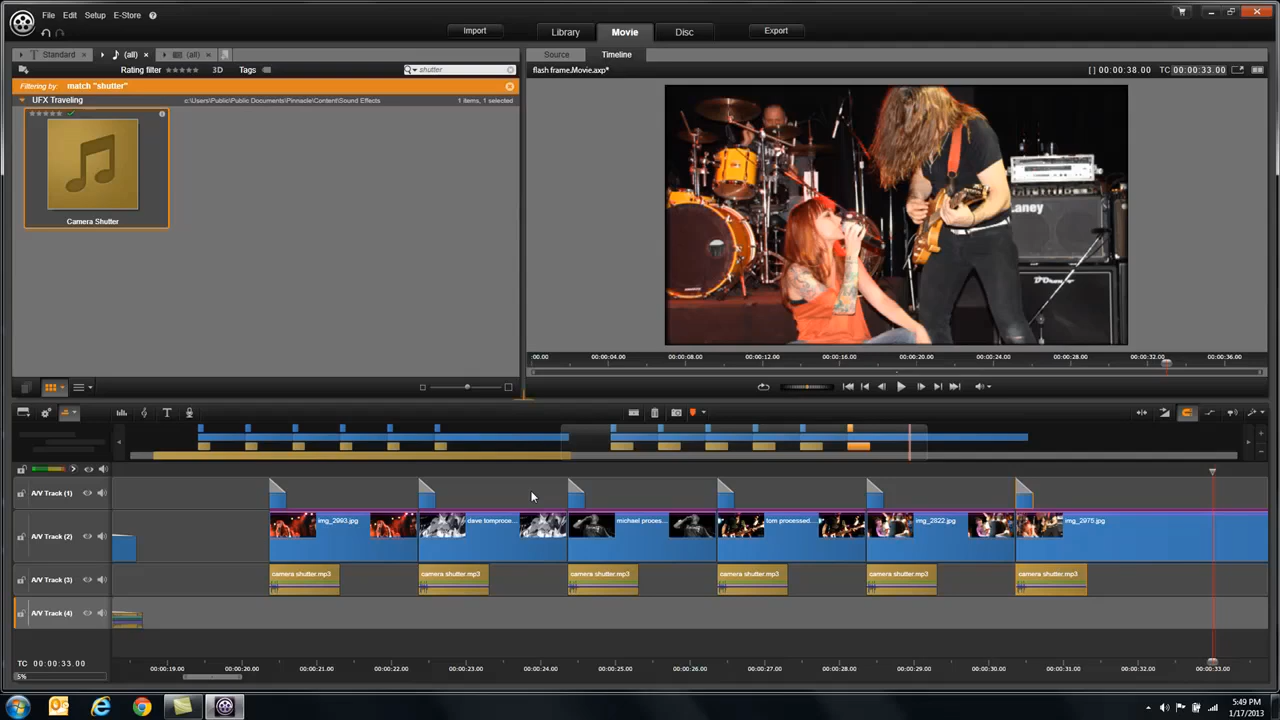 File Edit Setup E-Store
Import Library Movie Disc Export
Standard (all) (all)
Source Timeline
Rating filter 3D Tags shutter
flash frame.Movie.axp* [ ] 00:00:38.00 TC 00:00:33.00
Filtering by: match "shutter"
UFX Traveling c:\Users\Public\Public Documents\Pinnacle\Content\Sound Effects 1 items, 1 selected
Camera Shutter
Laney
:00.00 00:00:04.00 00:00:08.00 00:00:12.00 00:00:16.00 00:00:20.00 00:00:24.00 00:00:28.00 00:00:32.00 00:00:36.00
A/V Track (1)
img_2993.jpg dave tomproce... michael proces... tom processed... img_2822.jpg img_2975.jpg
A/V Track (2)
camera shutter.mp3 camera shutter.mp3 camera shutter.mp3 camera shutter.mp3 camera shutter.mp3 camera shutter.mp3
A/V Track (3)
A/V Track (4)
TC 00:00:33.00
00:00:19.00 00:00:20.00 00:00:21.00 00:00:22.00 00:00:23.00 00:00:24.00 00:00:25.00 00:00:26.00 00:00:27.00 00:00:28.00 00:00:29.00 00:00:30.00 00:00:31.00 00:00:32.00 00:00:33.00
5%
5:49 PM
1/17/2013